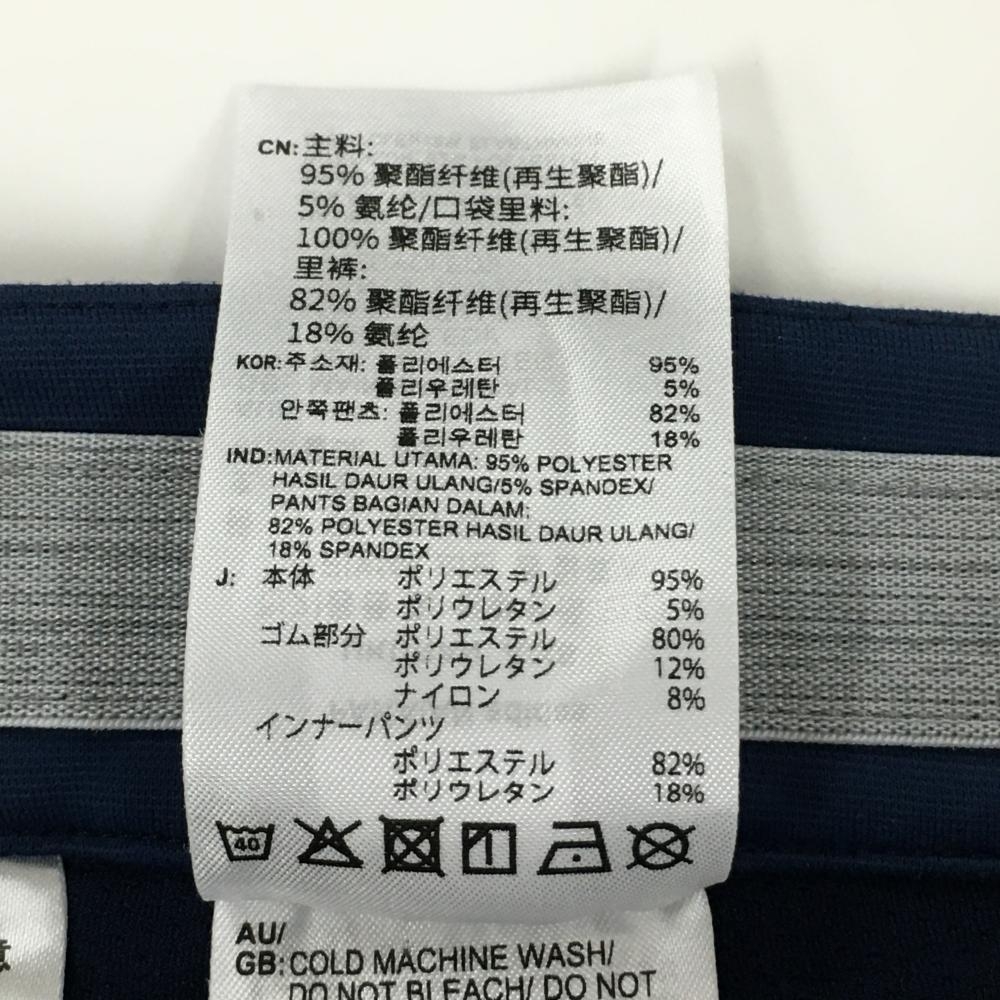 CN:主料:
95% 聚酯纤维(再生聚酯)/
5% 氨纶/口袋里料:
100% 聚酯纤维(再生聚酯)/
里裤:
82% 聚酯纤维(再生聚酯)/
18% 氨纶
KOR:주소재: 폴리에스터 95%
폴리우레탄 5%
안쪽팬츠: 폴리에스터 82%
폴리우레탄 18%
IND:MATERIAL UTAMA: 95% POLYESTER
HASIL DAUR ULANG/5% SPANDEX/
PANTS BAGIAN DALAM:
82% POLYESTER HASIL DAUR ULANG/
18% SPANDEX
J: 本体 ポリエステル 95%
ポリウレタン 5%
ゴム部分 ポリエステル 80%
ポリウレタン 12%
ナイロン 8%
インナーパンツ
ポリエステル 82%
ポリウレタン 18%
40
AU/
GB:COLD MACHINE WASH/
DO NOT BLEACH/ DO NOT